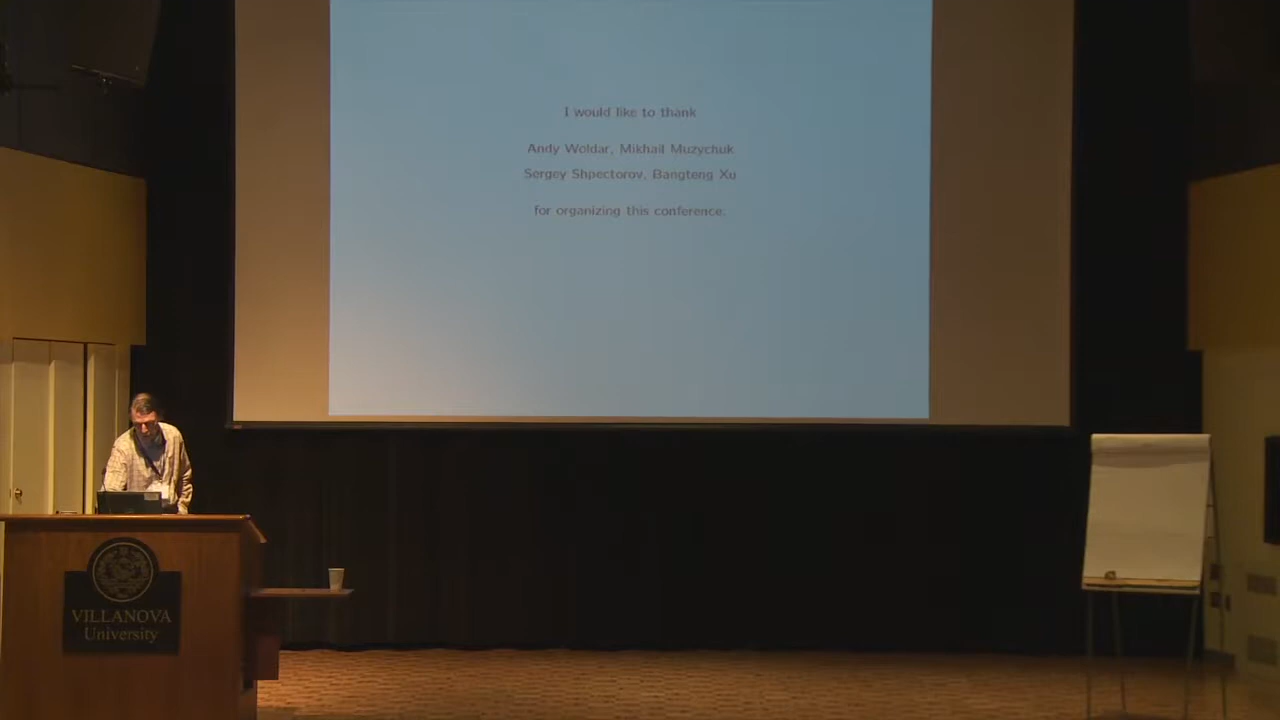 I would like to thank
Andy Woldar, Mikhail Muzychuk
Sergey Shpectorov, Bangteng Xu
for organizing this conference.
VILLANOVA
University